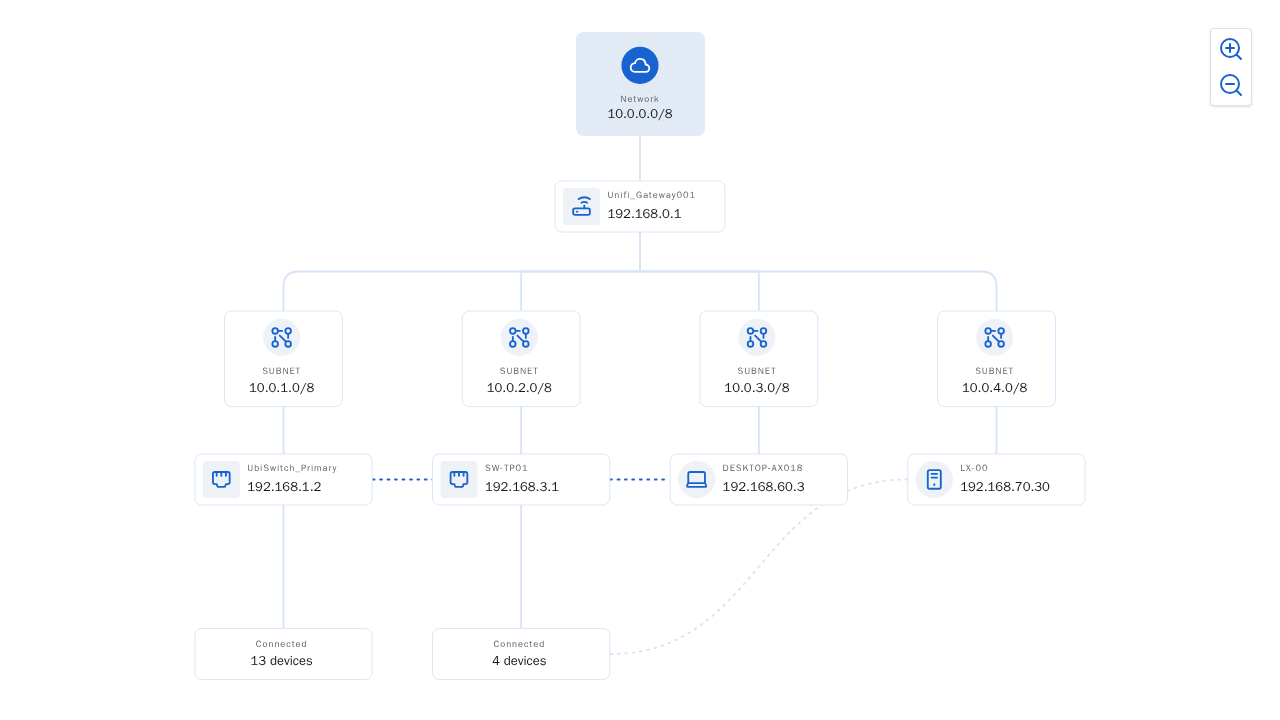 Network
10.0.0.0/8
Unifi_Gateway001
192.168.0.1
SUBNET
10.0.1.0/8
SUBNET
10.0.2.0/8
SUBNET
10.0.3.0/8
SUBNET
10.0.4.0/8
UbiSwitch_Primary
192.168.1.2
SW-TP01
192.168.3.1
DESKTOP-AX018
192.168.60.3
LX-00
192.168.70.30
Connected
13 devices
Connected
4 devices